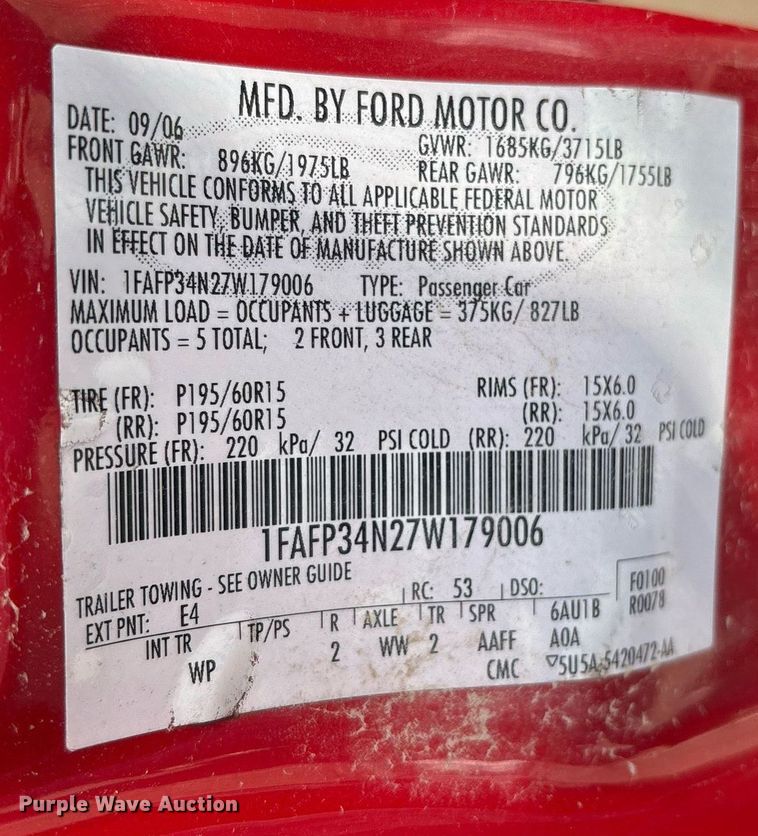 MFD. BY FORD MOTOR CO.
DATE: 09/06 GVWR: 1685KG/3715LB
FRONT GAWR: 896KG/1975LB REAR GAWR: 796KG/1755LB
THIS VEHICLE CONFORMS TO ALL APPLICABLE FEDERAL MOTOR
VEHICLE SAFETY, BUMPER, AND THEFT PREVENTION STANDARDS
IN EFFECT ON THE DATE OF MANUFACTURE SHOWN ABOVE.
VIN: 1FAFP34N27W179006 TYPE: Passenger Car
MAXIMUM LOAD = OCCUPANTS + LUGGAGE = 375KG/ 827LB
OCCUPANTS = 5 TOTAL; 2 FRONT, 3 REAR
TIRE (FR): P195/60R15 RIMS (FR): 15X6.0
(RR): P195/60R15 (RR): 15X6.0
PRESSURE (FR): 220 kPa/ 32 PSI COLD (RR): 220 kPa/ 32 PSI COLD
1FAFP34N27W179006
TRAILER TOWING - SEE OWNER GUIDE
EXT PNT: E4 RC: 53 DSO: F0100
INT TR TP/PS R AXLE TR SPR 6AU1B R0078
WP 2 WW 2 AAFF A0A
CMC 5U5A-5420472-AA
Purple Wave Auction